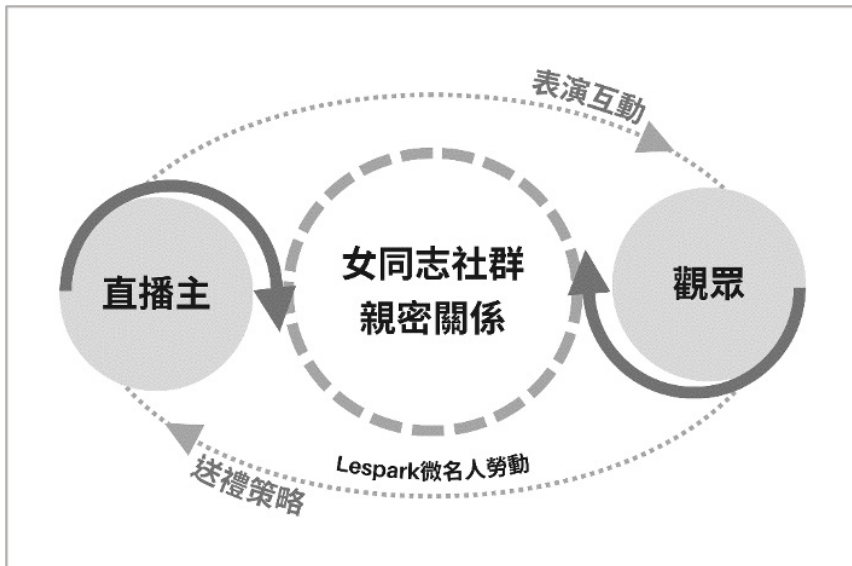 表演互動
女同志社群
親密關係
直播主
觀眾
Lespark微名人勞動
送禮策略